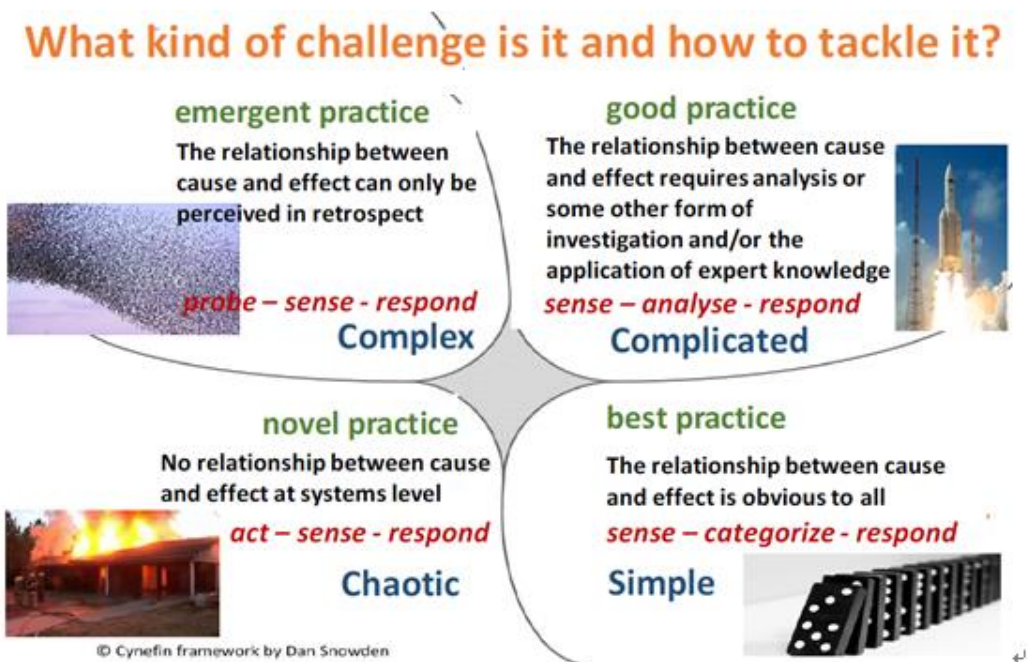 What kind of challenge is it and how to tackle it?
emergent practice
The relationship between
cause and effect can only be
perceived in retrospect
probe – sense - respond
Complex
good practice
The relationship between cause
and effect requires analysis or
some other form of
investigation and/or the
application of expert knowledge
sense – analyse - respond
Complicated
novel practice
No relationship between cause
and effect at systems level
act – sense - respond
Chaotic
best practice
The relationship between cause
and effect is obvious to all
sense – categorize - respond
Simple
© Cynefin framework by Dan Snowden